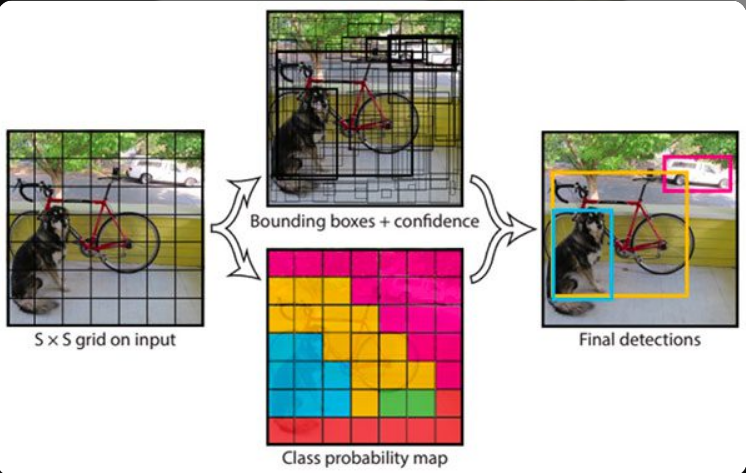 Bounding boxes + confidence
S × S grid on input
Final detections
Class probability map